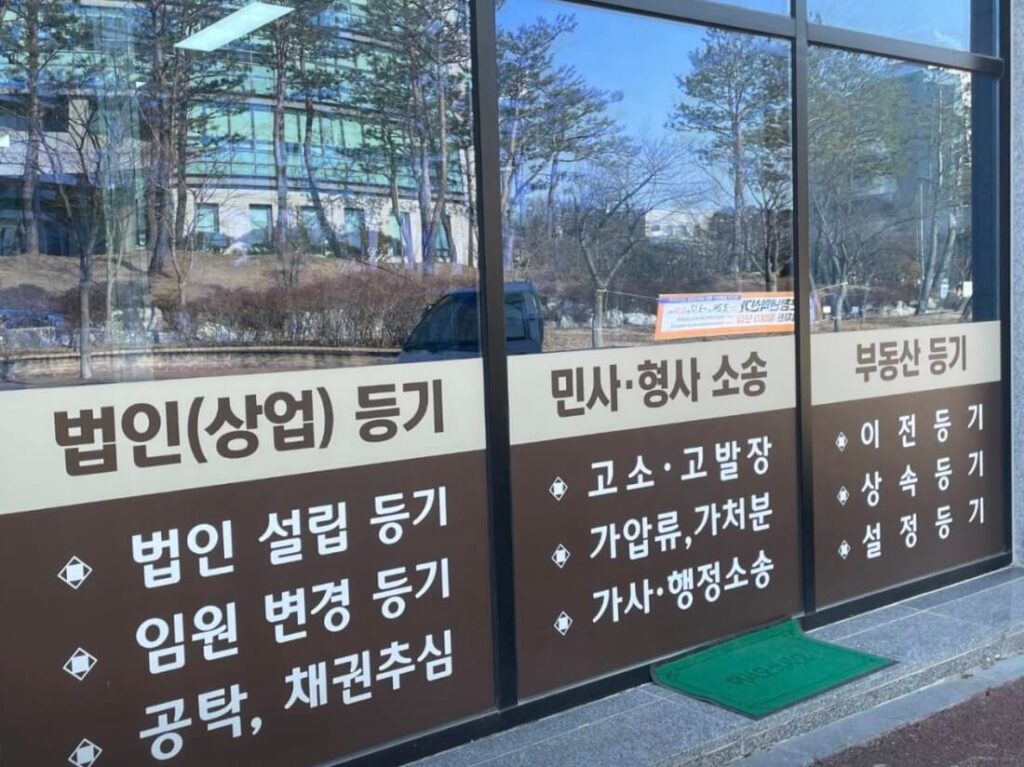 법인(상업) 등기
법인 설립 등기
임원 변경 등기
공탁, 채권추심
민사·형사 소송
고소·고발장
가압류,가처분
가사·행정소송
부동산 등기
이전등기
상속등기
설정등기